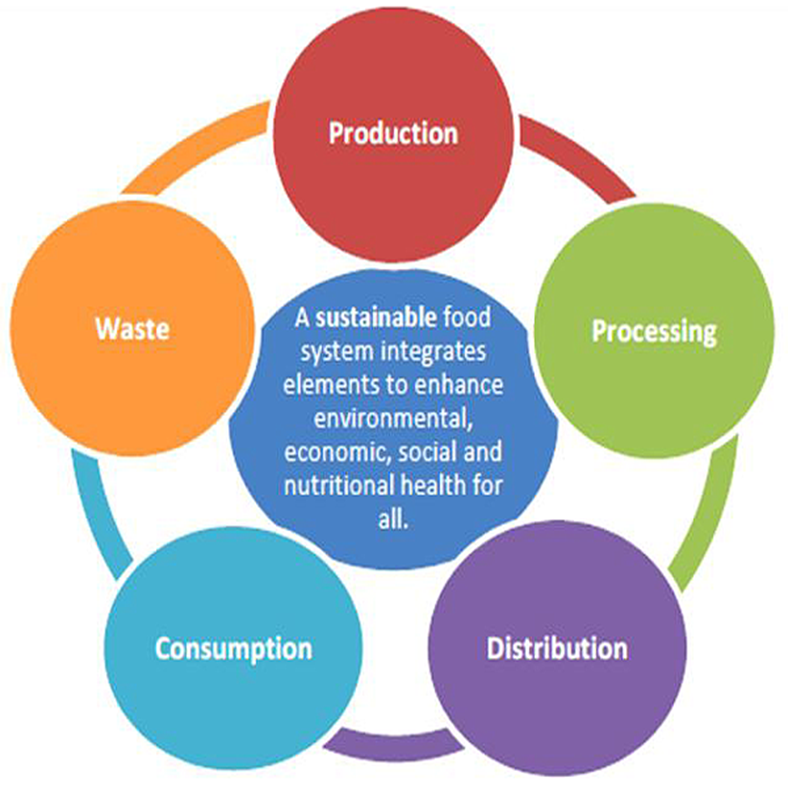 Production
Processing
Distribution
Consumption
Waste
A sustainable food
system integrates
elements to enhance
environmental,
economic, social and
nutritional health for
all.